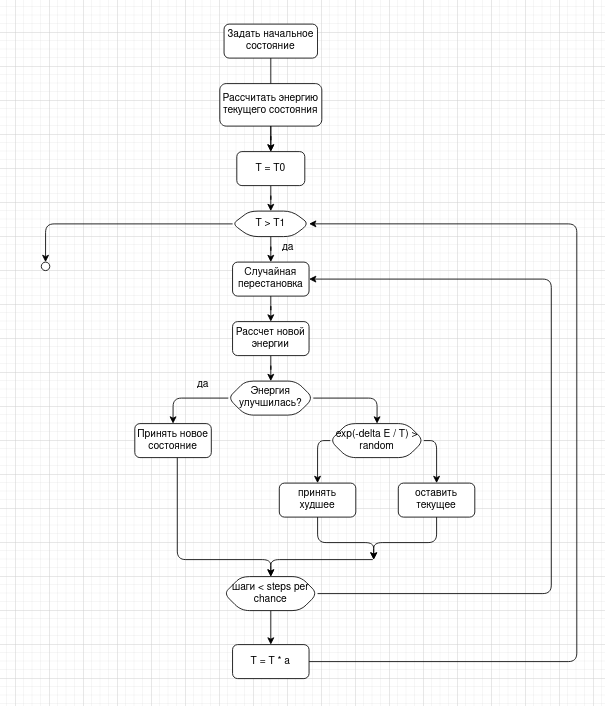 Задать начальное
состояние
Рассчитать энергию
текущего состояния
T = T0
T > T1
да
Случайная
перестановка
Рассчет новой
энергии
да
Энергия
улучшилась?
Принять новое
состояние
exp(-delta E / T) >
random
принять
худшее
оставить
текущее
шаги < steps per
chance
T = T * a